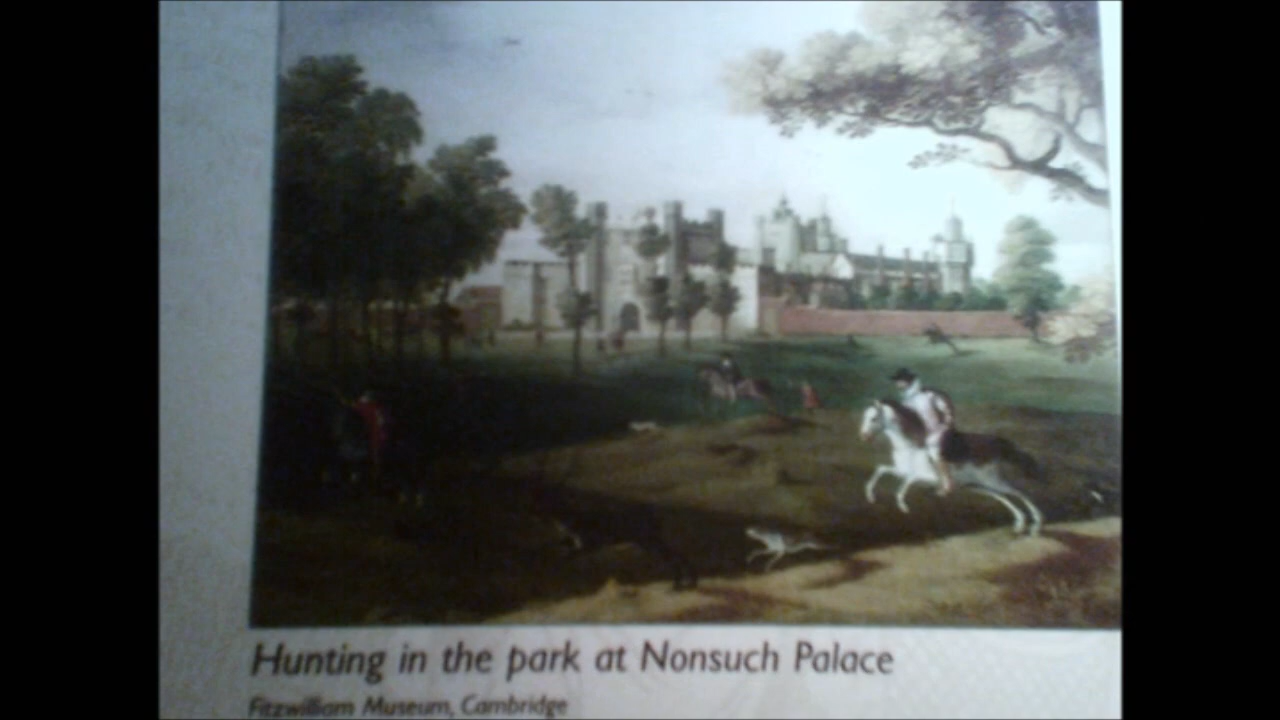 Hunting in the park at Nonsuch Palace
Fitzwilliam Museum, Cambridge